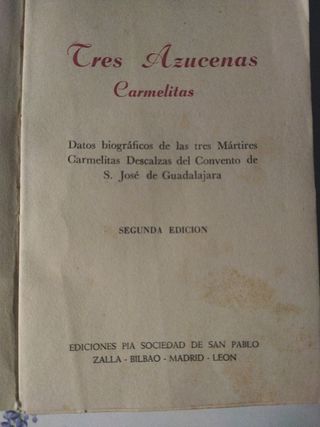 Tres Azucenas
Carmelitas
Datos biográficos de las tres Mártires
Carmelitas Descalzas del Convento de
S. José de Guadalajara
SEGUNDA EDICION
EDICIONES PIA SOCIEDAD DE SAN PABLO
ZALLA - BILBAO - MADRID - LEON